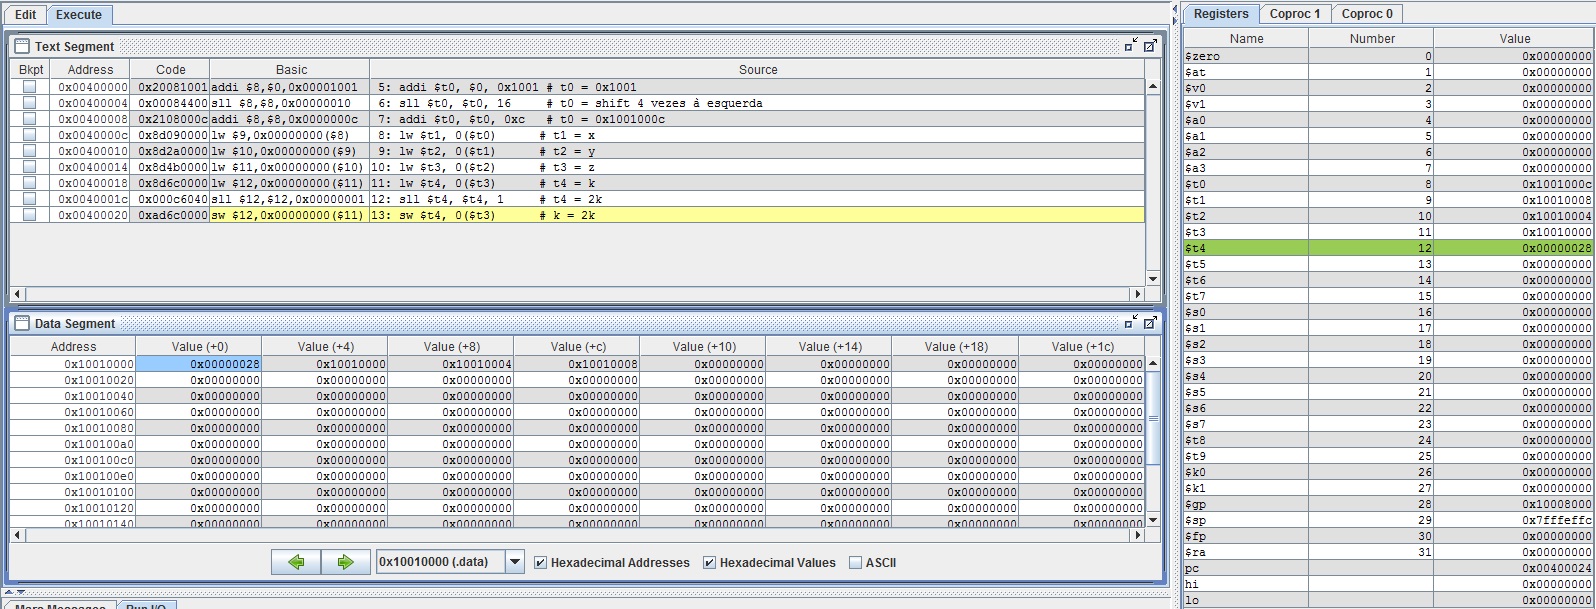 Edit Execute
Text Segment
Bkpt Address Code Basic Source
0x00400000 0x20081001 addi $8,$0,0x00001001 5: addi $t0, $0, 0x1001 # t0 = 0x1001
0x00400004 0x00084400 sll $8,$8,0x00000010 6: sll $t0, $t0, 16 # t0 = shift 4 vezes à esquerda
0x00400008 0x2108000c addi $8,$8,0x0000000c 7: addi $t0, $t0, 0xc # t0 = 0x1001000c
0x0040000c 0x8d090000 lw $9,0x00000000($8) 8: lw $t1, 0($t0) # t1 = x
0x00400010 0x8d2a0000 lw $10,0x00000000($9) 9: lw $t2, 0($t1) # t2 = y
0x00400014 0x8d4b0000 lw $11,0x00000000($10) 10: lw $t3, 0($t2) # t3 = z
0x00400018 0x8d6c0000 lw $12,0x00000000($11) 11: lw $t4, 0($t3) # t4 = k
0x0040001c 0x000c6040 sll $12,$12,0x00000001 12: sll $t4, $t4, 1 # t4 = 2k
0x00400020 0xad6c0000 sw $12,0x00000000($11) 13: sw $t4, 0($t3) # k = 2k
Data Segment
Address Value (+0) Value (+4) Value (+8) Value (+c) Value (+10) Value (+14) Value (+18) Value (+1c)
0x10010000 0x00000028 0x10010000 0x10010004 0x10010008 0x00000000 0x00000000 0x00000000 0x00000000
0x10010020 0x00000000 0x00000000 0x00000000 0x00000000 0x00000000 0x00000000 0x00000000 0x00000000
0x10010040 0x00000000 0x00000000 0x00000000 0x00000000 0x00000000 0x00000000 0x00000000 0x00000000
0x10010060 0x00000000 0x00000000 0x00000000 0x00000000 0x00000000 0x00000000 0x00000000 0x00000000
0x10010080 0x00000000 0x00000000 0x00000000 0x00000000 0x00000000 0x00000000 0x00000000 0x00000000
0x100100a0 0x00000000 0x00000000 0x00000000 0x00000000 0x00000000 0x00000000 0x00000000 0x00000000
0x100100c0 0x00000000 0x00000000 0x00000000 0x00000000 0x00000000 0x00000000 0x00000000 0x00000000
0x100100e0 0x00000000 0x00000000 0x00000000 0x00000000 0x00000000 0x00000000 0x00000000 0x00000000
0x10010100 0x00000000 0x00000000 0x00000000 0x00000000 0x00000000 0x00000000 0x00000000 0x00000000
0x10010120 0x00000000 0x00000000 0x00000000 0x00000000 0x00000000 0x00000000 0x00000000 0x00000000
0x10010140 0x00000000 0x00000000 0x00000000 0x00000000 0x00000000 0x00000000 0x00000000 0x00000000
0x10010000 (.data) Hexadecimal Addresses Hexadecimal Values ASCII
Mars Messages Run I/O
Registers Coproc 1 Coproc 0
Name Number Value
$zero 0 0x00000000
$at 1 0x00000000
$v0 2 0x00000000
$v1 3 0x00000000
$a0 4 0x00000000
$a1 5 0x00000000
$a2 6 0x00000000
$a3 7 0x00000000
$t0 8 0x1001000c
$t1 9 0x10010008
$t2 10 0x10010004
$t3 11 0x10010000
$t4 12 0x00000028
$t5 13 0x00000000
$t6 14 0x00000000
$t7 15 0x00000000
$s0 16 0x00000000
$s1 17 0x00000000
$s2 18 0x00000000
$s3 19 0x00000000
$s4 20 0x00000000
$s5 21 0x00000000
$s6 22 0x00000000
$s7 23 0x00000000
$t8 24 0x00000000
$t9 25 0x00000000
$k0 26 0x00000000
$k1 27 0x00000000
$gp 28 0x10008000
$sp 29 0x7fffeffc
$fp 30 0x00000000
$ra 31 0x00000000
pc 0x00400024
hi 0x00000000
lo 0x00000000